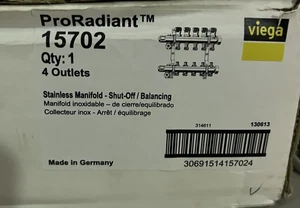 ProRadiant™
viega
15702
Qty: 1
4 Outlets
Stainless Manifold - Shut-Off / Balancing
Manifold inoxidable – de cierre/equilibrado
Collecteur inox - Arrêt / équilibrage
314611
130613
Made in Germany
30691514157024